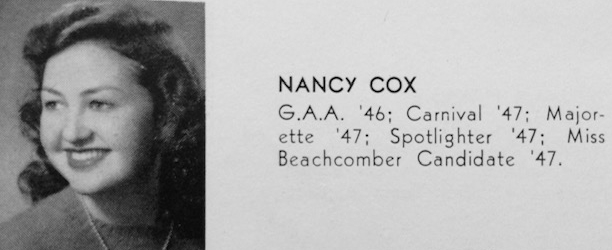 NANCY COX
G.A.A. '46; Carnival '47; Major-
ette '47; Spotlighter '47; Miss
Beachcomber Candidate '47.